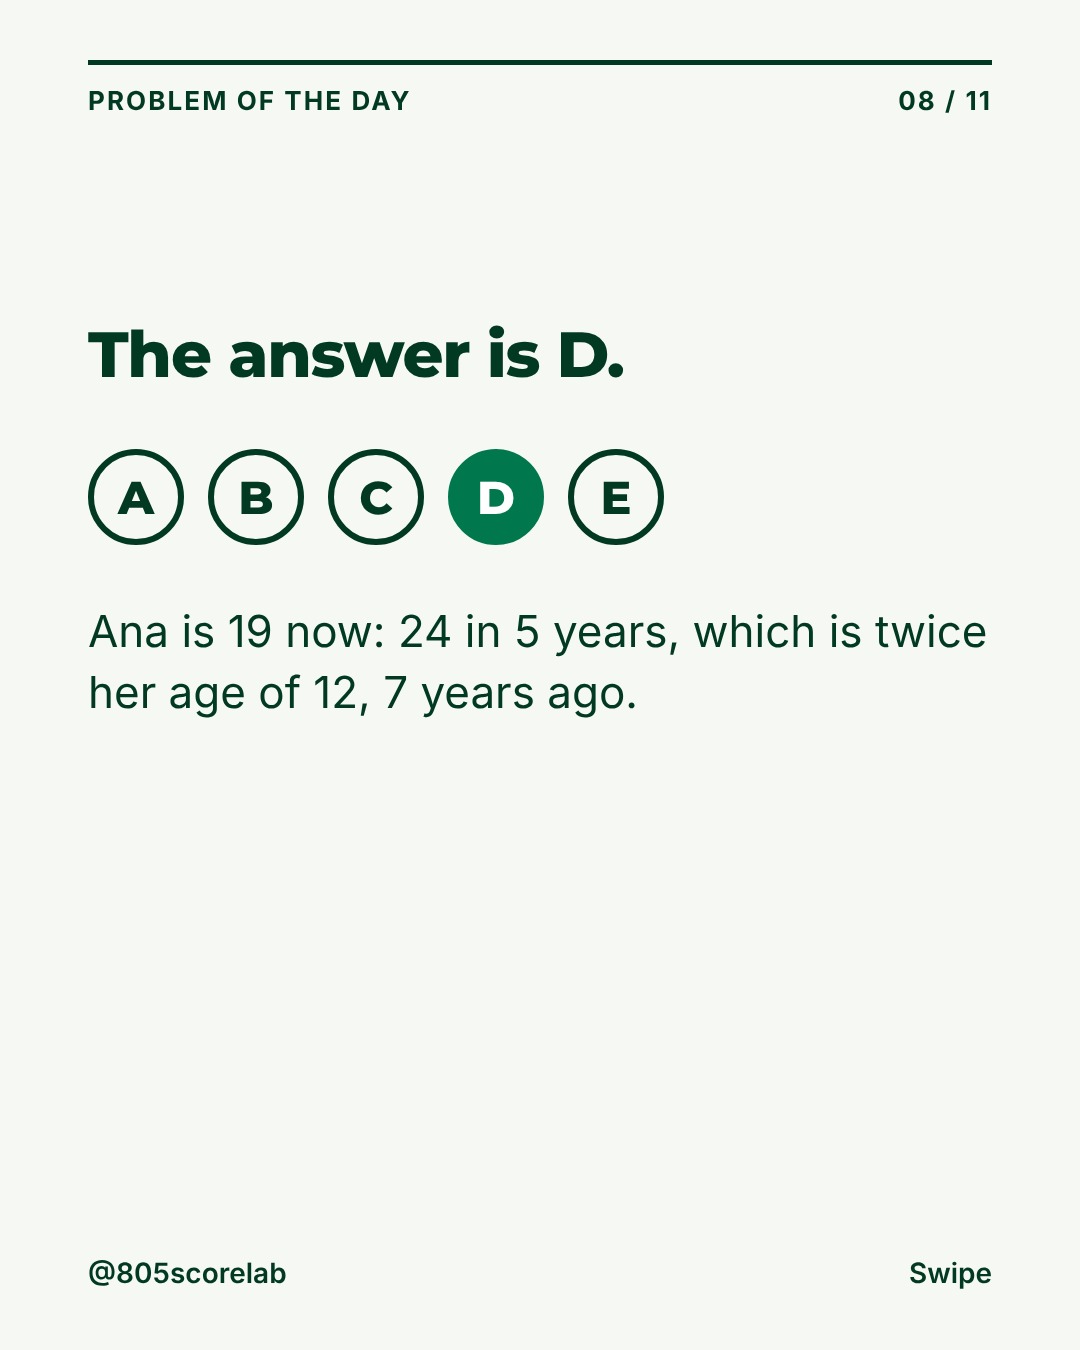 PROBLEM OF THE DAY
08 / 11
The answer is D.
A B C D E
Ana is 19 now: 24 in 5 years, which is twice
her age of 12, 7 years ago.
@805scorelab
Swipe